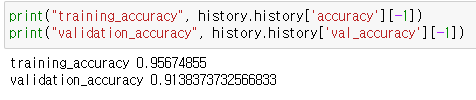 print("training_accuracy", history.history['accuracy'][-1])
print("validation_accuracy", history.history['val_accuracy'][-1])
training_accuracy 0.95674855
validation_accuracy 0.9138373732566833